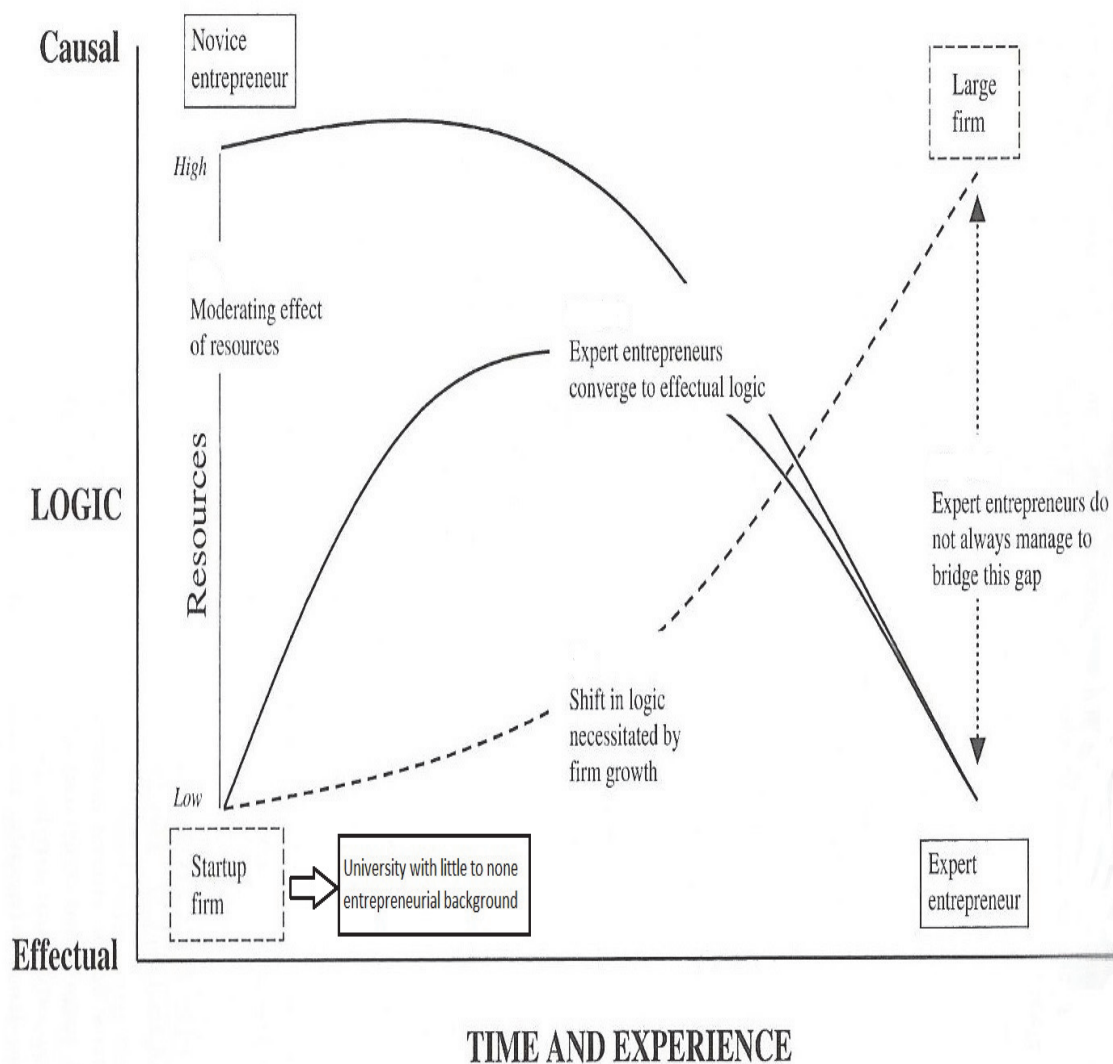 Causal
Novice
entrepreneur
Large
firm
High
Moderating effect
of resources
Expert entrepreneurs
converge to effectual logic
Resources
LOGIC
Expert entrepreneurs do
not always manage to
bridge this gap
Shift in logic
necessitated by
firm growth
Low
Startup
firm
University with little to none
entrepreneurial background
Expert
entrepreneur
Effectual
TIME AND EXPERIENCE